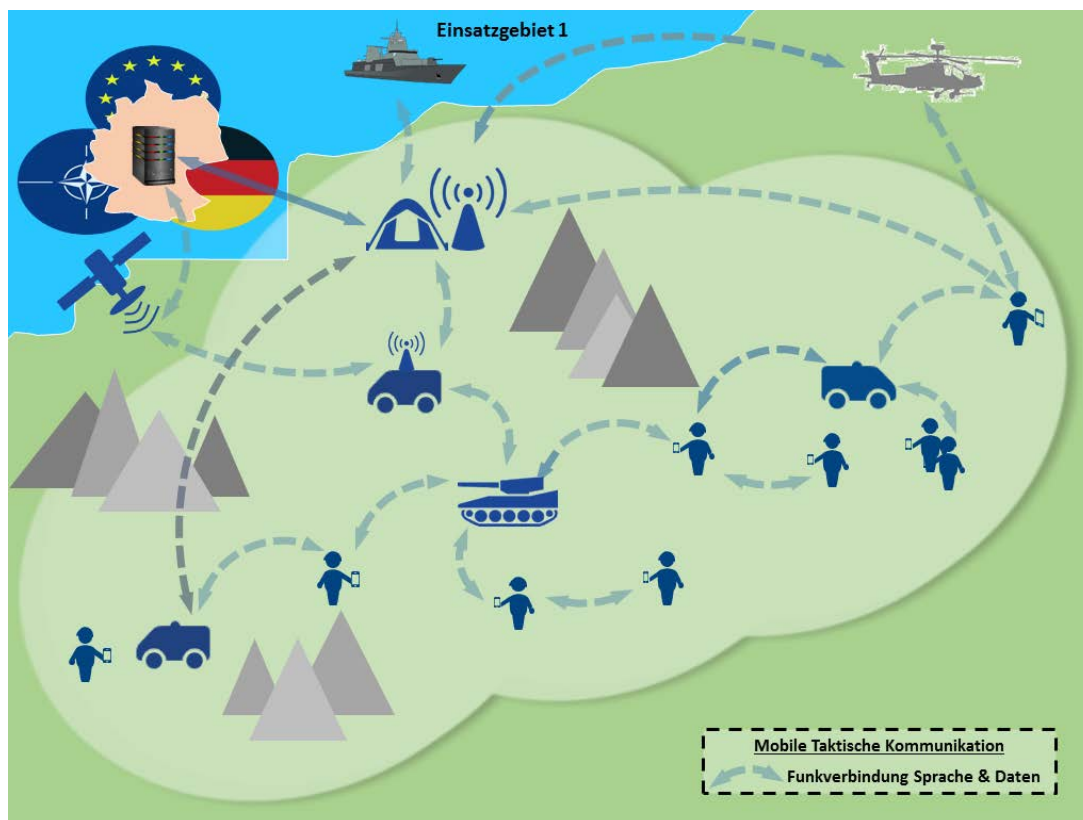 Einsatzgebiet 1
Mobile Taktische Kommunikation
Funkverbindung Sprache & Daten